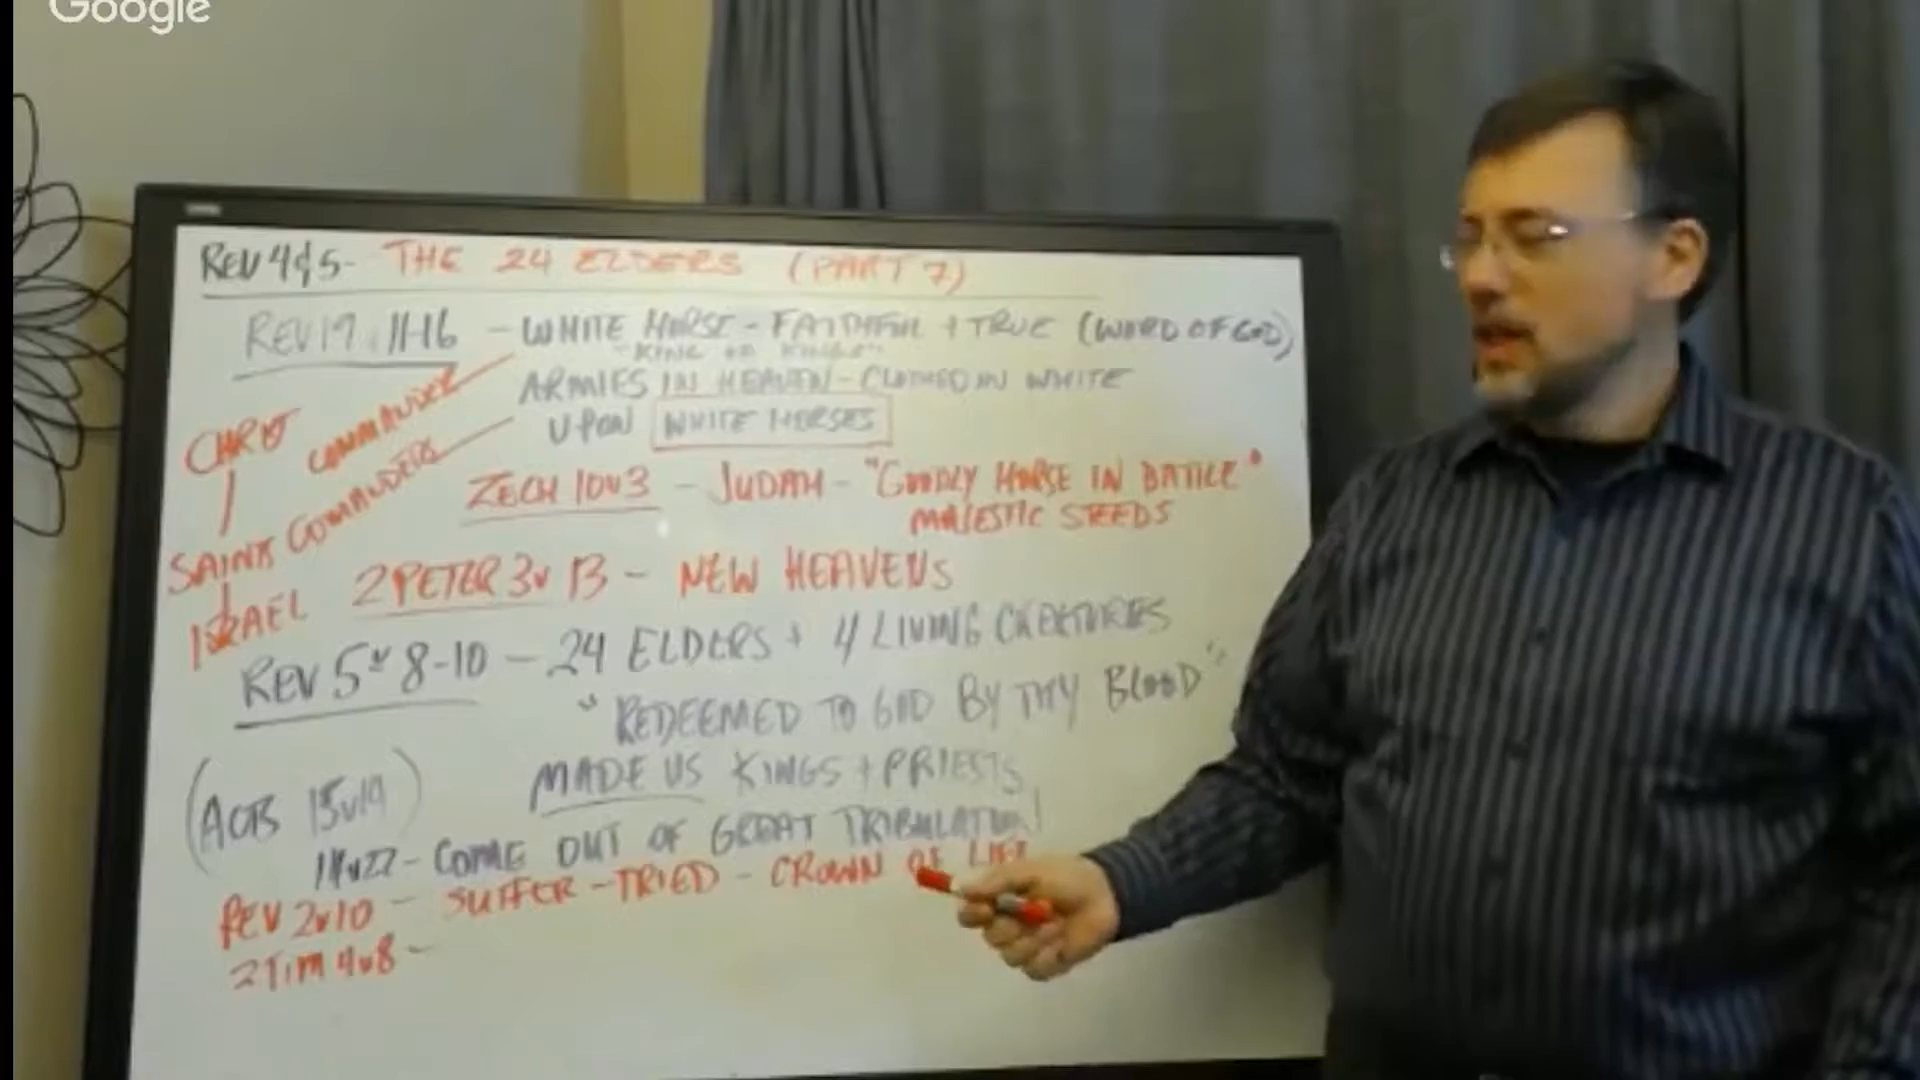 Google
REV 4&5- THE 24 ELDERS (PART 7)
REV 19:11-16 - WHITE HORSE - FAITHFUL + TRUE (WORD OF GOD)
"KING OF KINGS"
ARMIES IN HEAVEN - CLOTHED IN WHITE
UPON WHITE HORSES
CHRIST COMMANDER
SAINTS COMMANDERS
ISRAEL
ZECH 10v3 - JUDAH - "GOODLY HORSE IN BATTLE"
MAJESTIC STEEDS
2 PETER 3v13 - NEW HEAVENS
REV 5v8-10 - 24 ELDERS + 4 LIVING CREATURES
"REDEEMED TO GOD BY THY BLOOD"
MADE US KINGS + PRIESTS
(ACTS 15v19)
14v22 - COME OUT OF GREAT TRIBULATION!
REV 2v10 - SUFFER - TRIED - CROWN OF LIFE
2 TIM 4v8 -